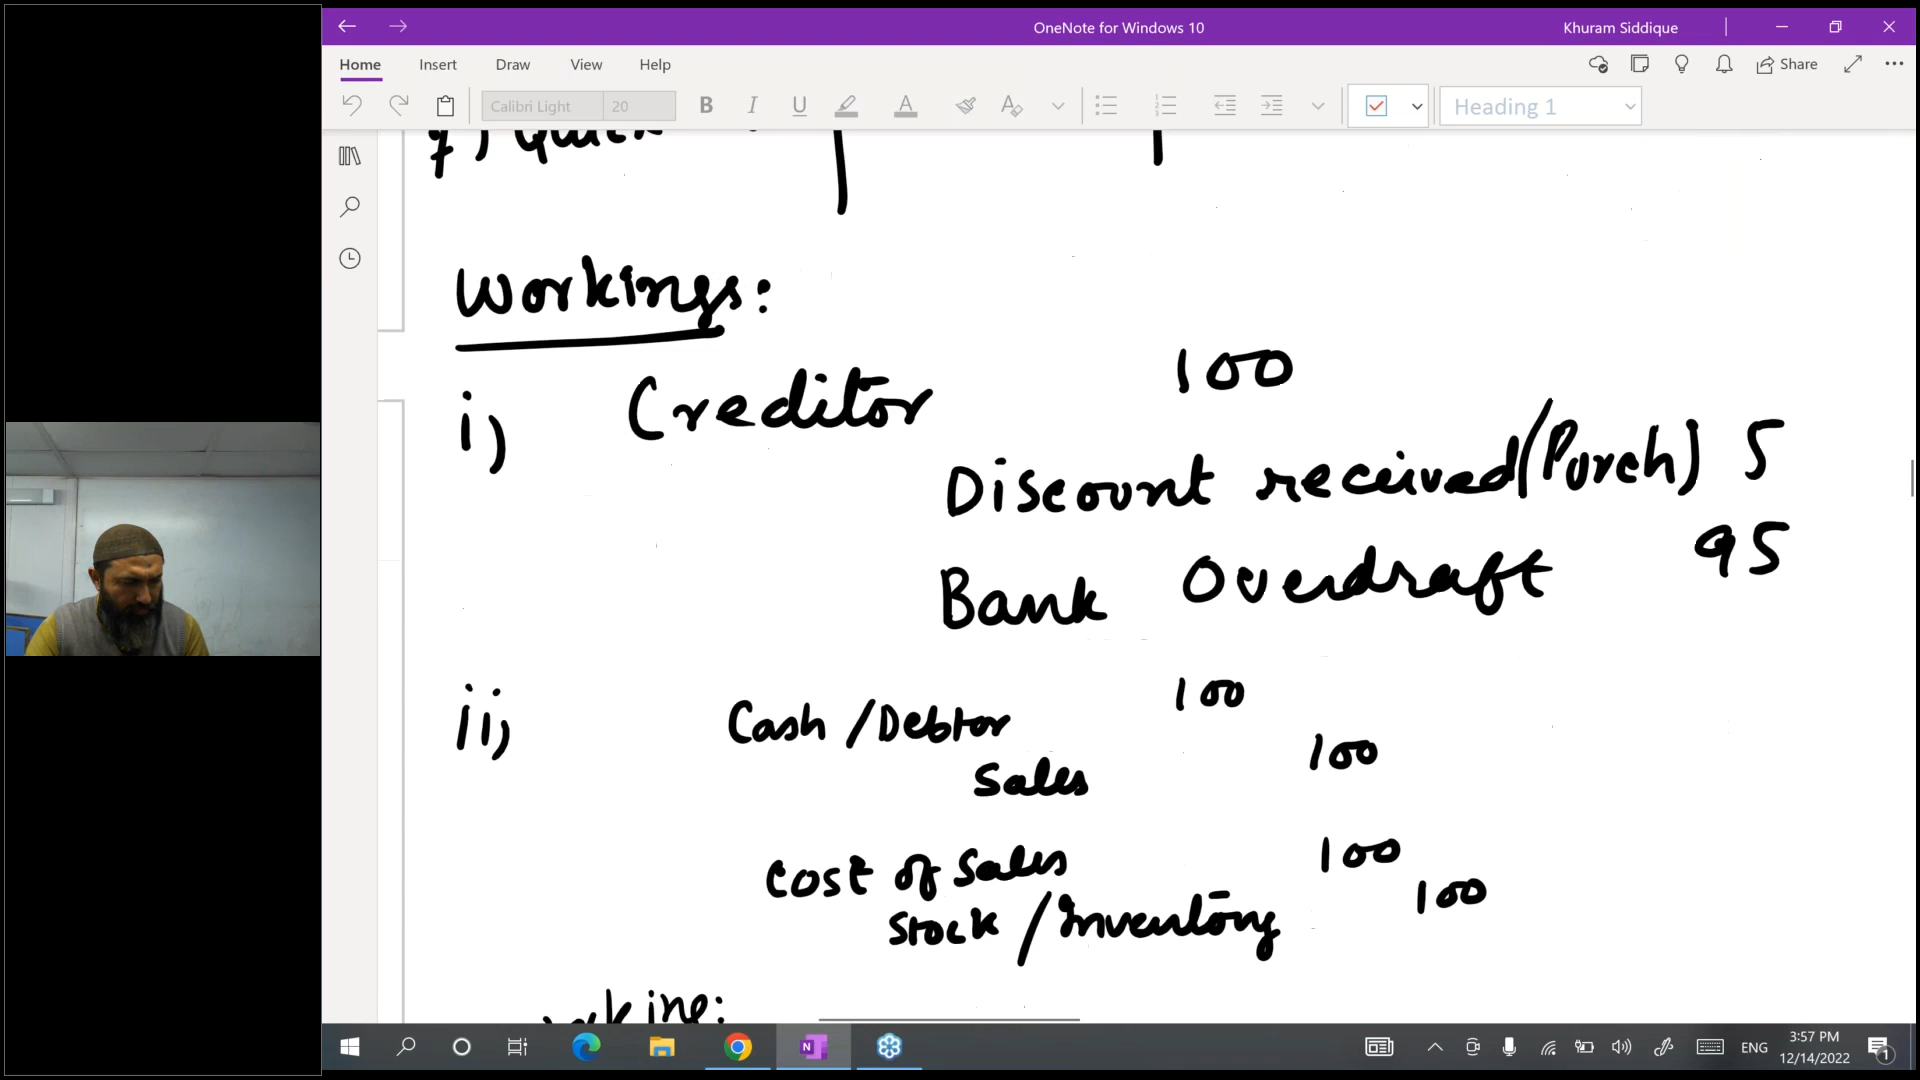 OneNote for Windows 10
Khuram Siddique
Home Insert Draw View Help
Share
Calibri Light 20
B I U A
Heading 1
Quick
Workings:
i) Creditor 100
Discount received (Purch) 5
Bank Overdraft 95
ii) Cash / Debtor 100
Sales 100
Cost of Sales 100
Stock / Inventory 100
ENG
3:57 PM
12/14/2022
1